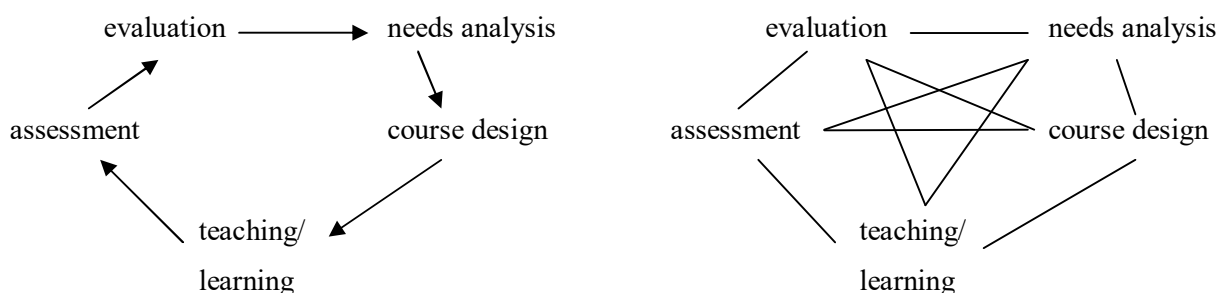 evaluation needs analysis
assessment course design
teaching/
learning
evaluation needs analysis
assessment course design
teaching/
learning